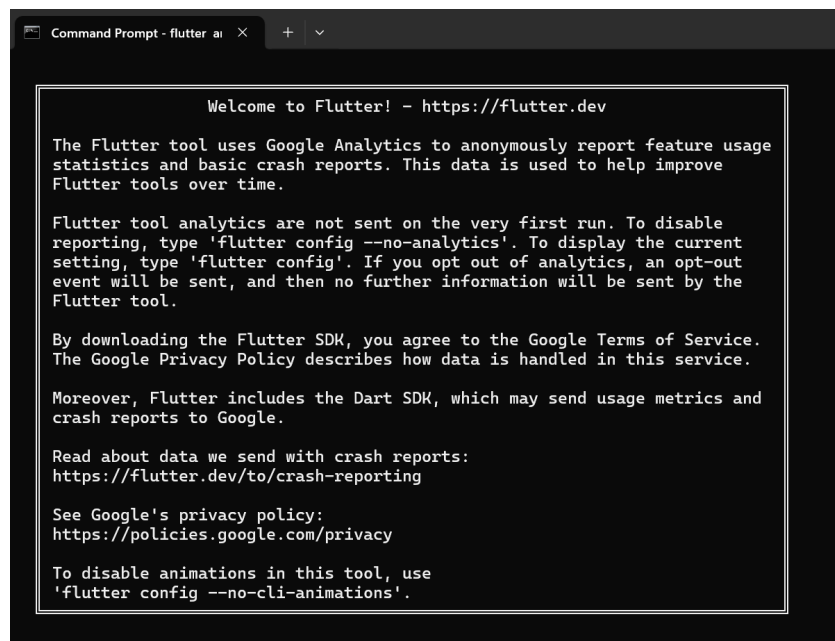 Command Prompt - flutter a
Welcome to Flutter! - https://flutter.dev
The Flutter tool uses Google Analytics to anonymously report feature usage
statistics and basic crash reports. This data is used to help improve
Flutter tools over time.
Flutter tool analytics are not sent on the very first run. To disable
reporting, type 'flutter config --no-analytics'. To display the current
setting, type 'flutter config'. If you opt out of analytics, an opt-out
event will be sent, and then no further information will be sent by the
Flutter tool.
By downloading the Flutter SDK, you agree to the Google Terms of Service.
The Google Privacy Policy describes how data is handled in this service.
Moreover, Flutter includes the Dart SDK, which may send usage metrics and
crash reports to Google.
Read about data we send with crash reports:
https://flutter.dev/to/crash-reporting
See Google's privacy policy:
https://policies.google.com/privacy
To disable animations in this tool, use
'flutter config --no-cli-animations'.